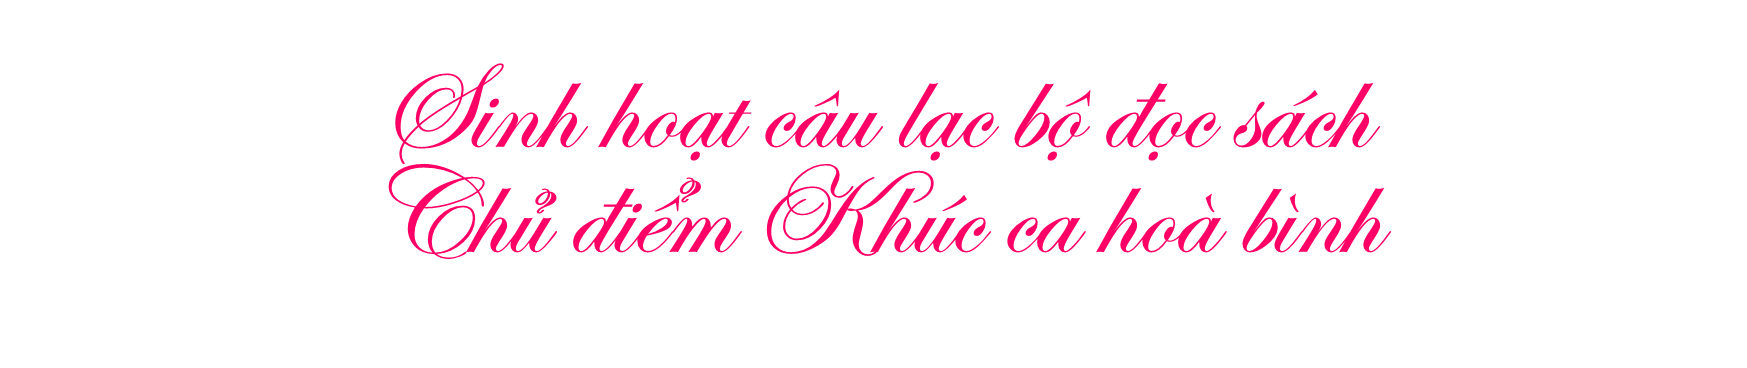 Sinh hoạt câu lạc bộ đọc sách
Chủ điểm Khúc ca hoà bình